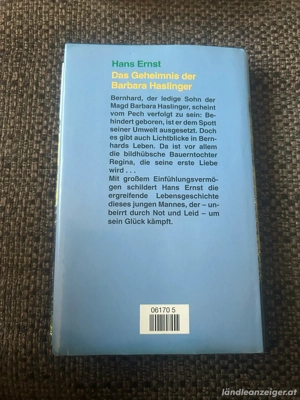 Hans Ernst
Das Geheimnis der
Barbara Haslinger
Bernhard, der ledige Sohn der
Magd Barbara Haslinger, scheint
vom Pech verfolgt zu sein: Be-
hindert geboren, ist er dem Spott
seiner Umwelt ausgesetzt. Doch
es gibt auch Lichtblicke in Bern-
hards Leben. Da ist vor allem
die bildhübsche Bauerntochter
Regina, die seine erste Liebe
wird . . .
Mit großem Einfühlungsvermö-
gen schildert Hans Ernst die
ergreifende Lebensgeschichte
dieses jungen Mannes, der – un-
beirrt durch Not und Leid – um
sein Glück kämpft.
06170 5
ländleanzeiger.at